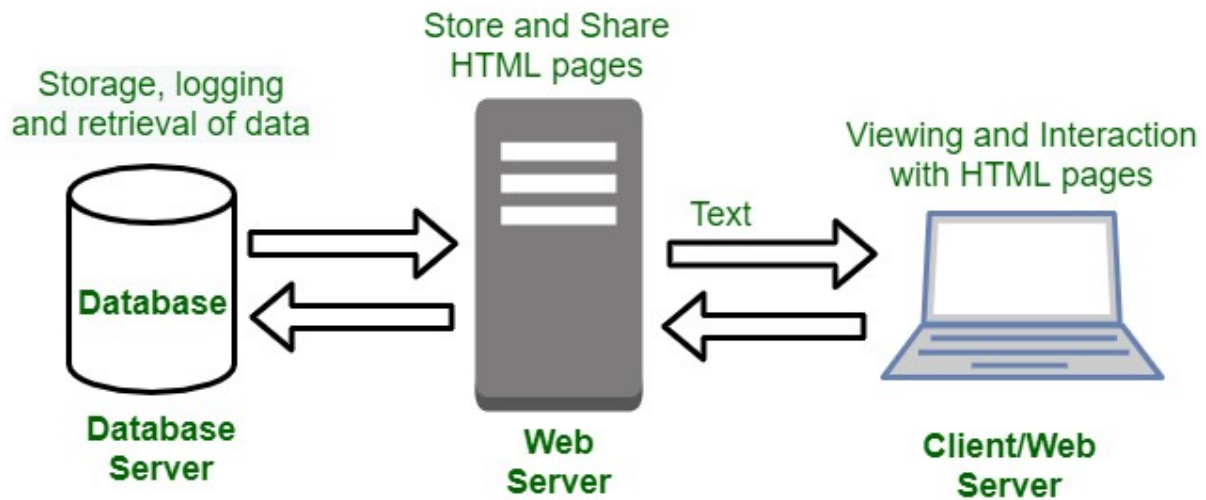 Storage, logging
and retrieval of data
Database
Database
Server
Store and Share
HTML pages
Web
Server
Text
Viewing and Interaction
with HTML pages
Client/Web
Server